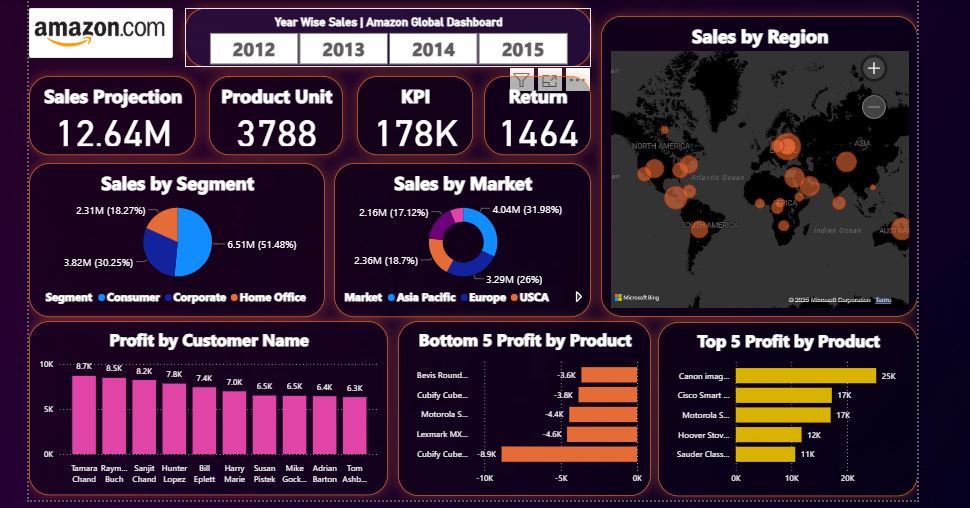 amazon.com
Year Wise Sales | Amazon Global Dashboard
2012 2013 2014 2015
Sales Projection
12.64M
Product Unit
3788
KPI
178K
Return
1464
Sales by Segment
2.31M (18.27%)
6.51M (51.48%)
3.82M (30.25%)
Segment Consumer Corporate Home Office
Sales by Market
2.16M (17.12%)
4.04M (31.98%)
2.36M (18.7%)
3.29M (26%)
Market Asia Pacific Europe USCA
Sales by Region
NORTH AMERICA
ASIA
Atlantic Ocean
SOUTH AMERICA
Indian Ocean
Microsoft Bing
© 2025 Microsoft Corporation Terms
Profit by Customer Name
10K
5K
0K
8.7K 8.5K 8.2K 7.8K 7.4K 7.0K 6.5K 6.5K 6.4K 6.3K
Tamara Raym... Sanjit Hunter Bill Harry Susan Mike Adrian Tom
Chand Buch Chand Lopez Eplett Marie Pistek Gock... Barton Ashb...
Bottom 5 Profit by Product
Bevis Round... -3.6K
Cubify Cube... -3.8K
Motorola S... -4.4K
Lexmark MX... -4.6K
Cubify Cube... -8.9K
-10K -5K 0K
Top 5 Profit by Product
Canon imag... 25K
Cisco Smart ... 17K
Motorola S... 17K
Hoover Stov... 12K
Sauder Class... 11K
0K 10K 20K